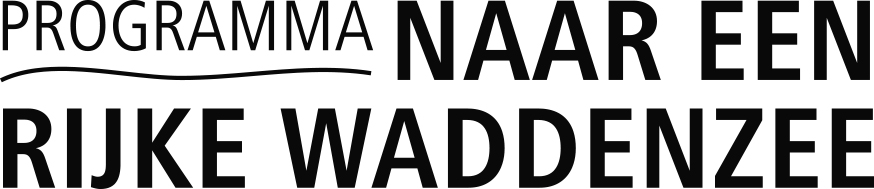 PROGRAMMA NAAR EEN
RIJKE WADDENZEE